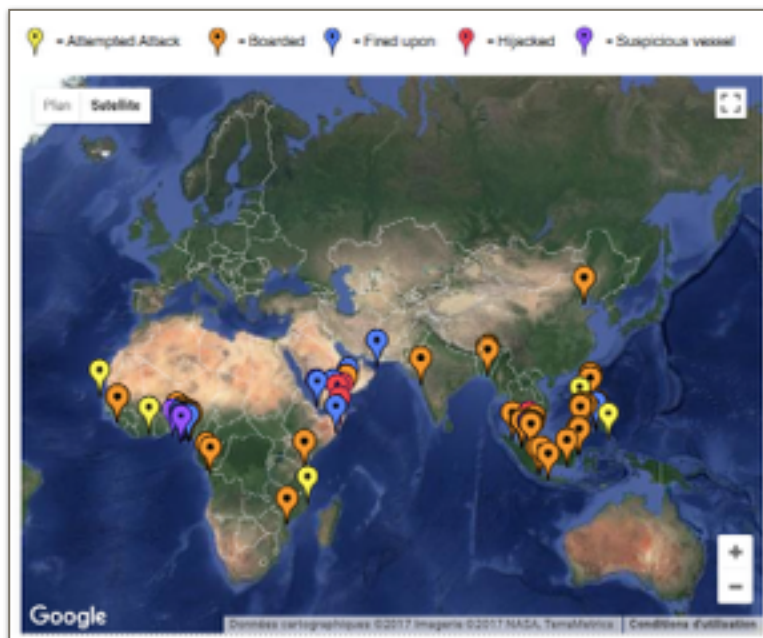 = Attempted Attack = Boarded = Fired upon = Hijacked = Suspicious vessel
Plan Satellite
+
−
Google Données cartographiques ©2017 Imagerie ©2017 NASA, TerraMetrics Conditions d'utilisation